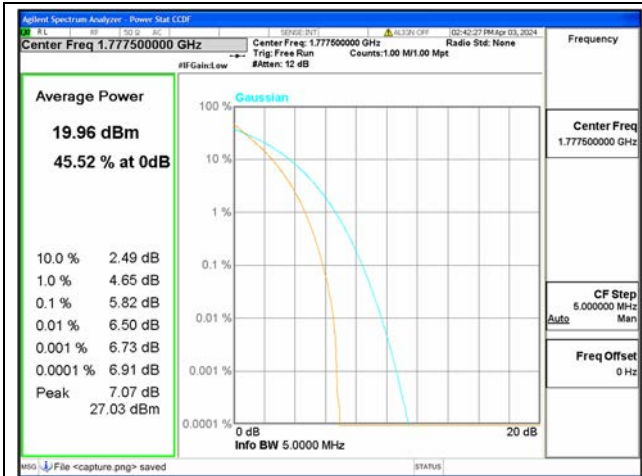 Agilent Spectrum Analyzer - Power Stat CCDF
RL RF 50 Ω AC SENSE:INT ALIGN OFF 02:42:27 PM Apr 03, 2024
Center Freq 1.777500000 GHz
Center Freq: 1.777500000 GHz Radio Std: None
Trig: Free Run Counts:1.00 M/1.00 Mpt
#IFGain:Low #Atten: 12 dB
Frequency
Average Power
19.96 dBm
45.52 % at 0dB
10.0 % 2.49 dB
1.0 % 4.65 dB
0.1 % 5.82 dB
0.01 % 6.50 dB
0.001 % 6.73 dB
0.0001 % 6.91 dB
Peak 7.07 dB
27.03 dBm
Gaussian
100 %
10 %
1 %
0.1 %
0.01 %
0.001 %
0.0001 %
0 dB 20 dB
Info BW 5.0000 MHz
Center Freq
1.777500000 GHz
CF Step
5.000000 MHz
Auto Man
Freq Offset
0 Hz
MSG File <capture.png> saved STATUS